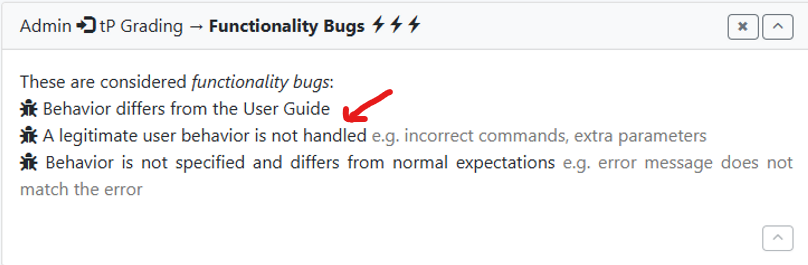 Admin tP Grading → Functionality Bugs
These are considered functionality bugs:
Behavior differs from the User Guide
A legitimate user behavior is not handled e.g. incorrect commands, extra parameters
Behavior is not specified and differs from normal expectations e.g. error message does not
match the error